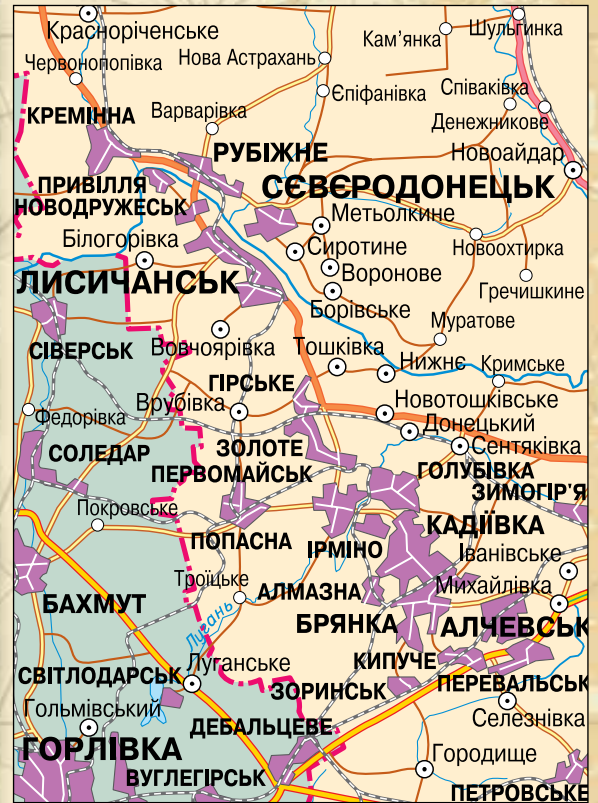 Красноріченське
Шульгинка
Кам’янка
Червонопопівка
Нова Астрахань
Єпіфанівка
Співаківка
КРЕМІННА
Варварівка
Денежникове
РУБІЖНЕ
Новоайдар
ПРИВІЛЛЯ
СЄВЄРОДОНЕЦЬК
НОВОДРУЖЕСЬК
Метьолкине
Білогорівка
Сиротине
Новоохтирка
Воронове
ЛИСИЧАНСЬК
Гречишкине
Борівське
Муратове
СІВЕРСЬК
Вовчоярівка
Тошківка
Нижнє
Кримське
ГІРСЬКЕ
Врубівка
Новотошківське
Федорівка
Донецький
ЗОЛОТЕ
Сентяківка
СОЛЕДАР
ПЕРВОМАЙСЬК
ГОЛУБІВКА
ЗИМОГІР'Я
Покровське
КАДІЇВКА
ПОПАСНА
ІРМІНО
Іванівське
Троїцьке
АЛМАЗНА
Михайлівка
БАХМУТ
Лугань
БРЯНКА
АЛЧЕВСЬК
Луганське
КИПУЧЕ
СВІТЛОДАРСЬК
ЗОРИНСЬК
ПЕРЕВАЛЬСЬК
Гольмівський
Селезнівка
ДЕБАЛЬЦЕВЕ
ГОРЛІВКА
Городище
ВУГЛЕГІРСЬК
ПЕТРОВСЬКЕ